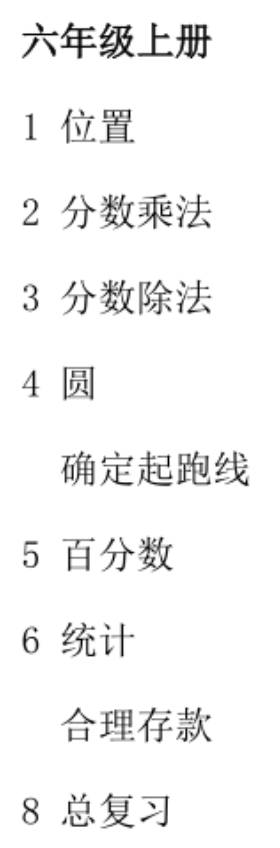 六年级上册
1 位置
2 分数乘法
3 分数除法
4 圆
确定起跑线
5 百分数
6 统计
合理存款
8 总复习